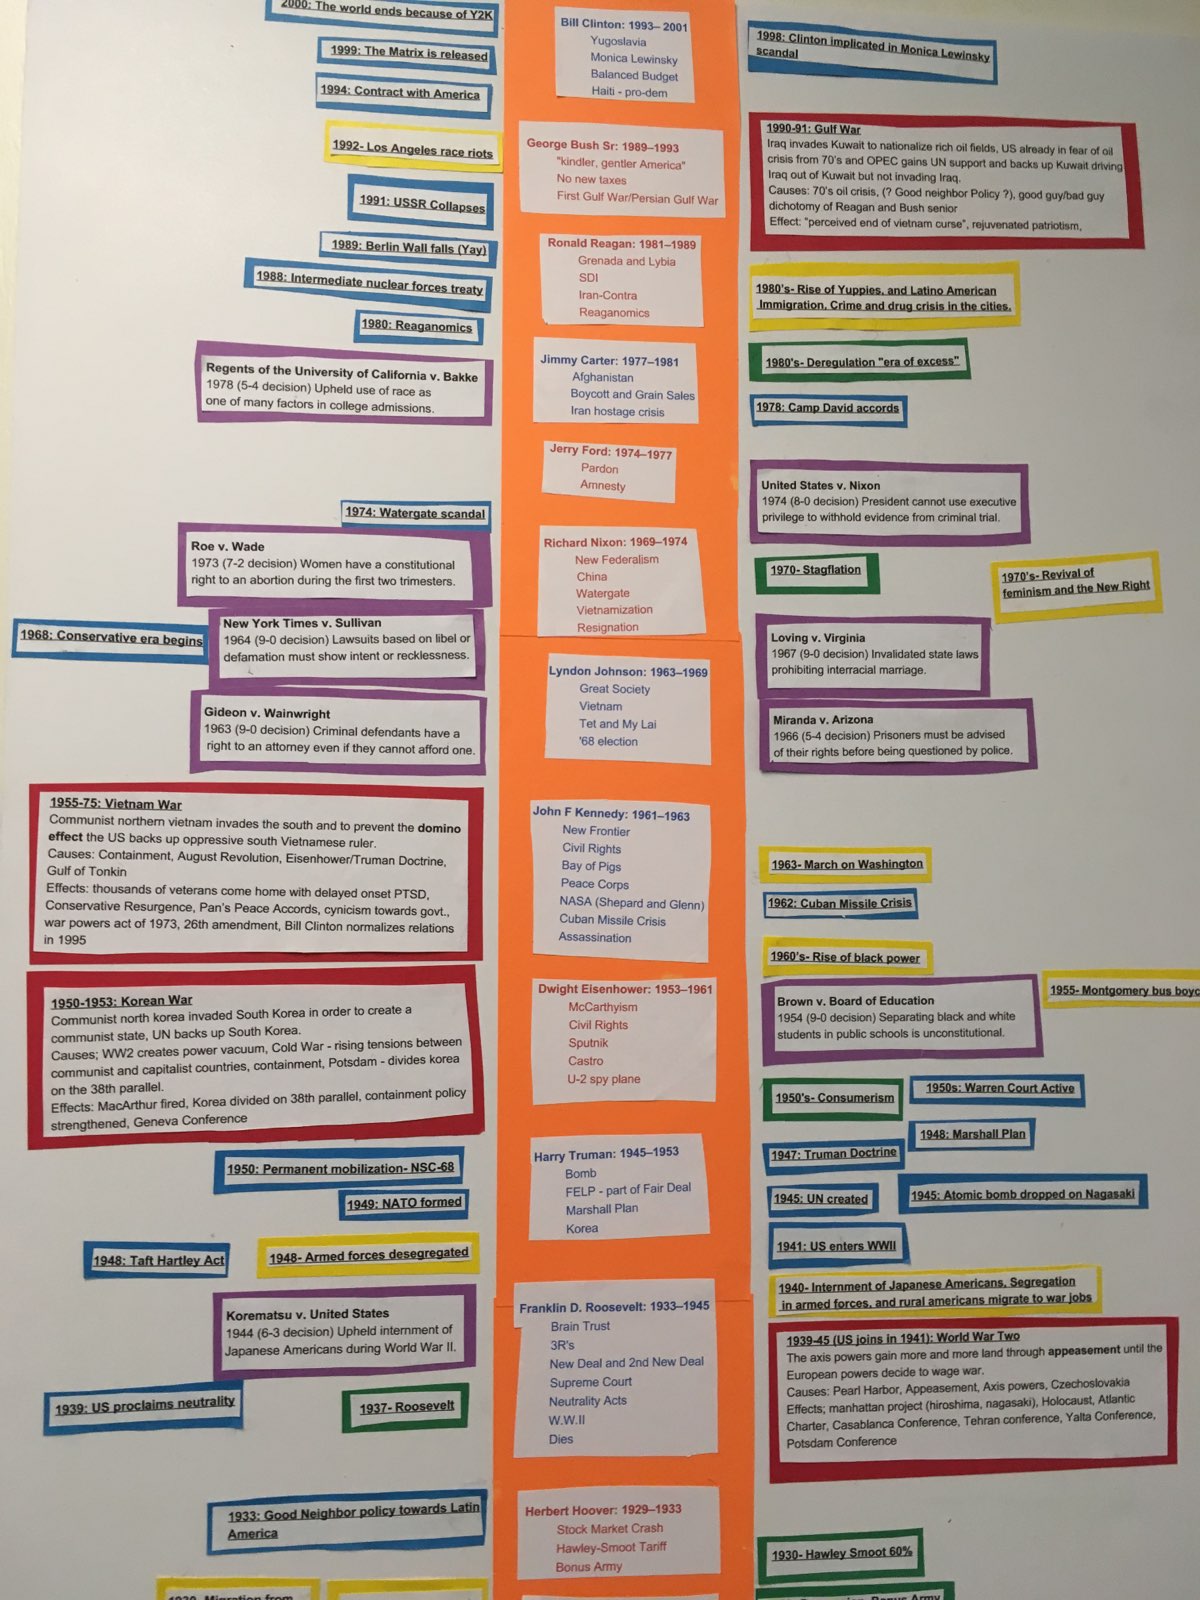 2000: The world ends because of Y2K
1999: The Matrix is released
1994: Contract with America
1992- Los Angeles race riots
1991: USSR Collapses
1989: Berlin Wall falls (Yay)
1988: Intermediate nuclear forces treaty
1980: Reaganomics
Regents of the University of California v. Bakke
1978 (5-4 decision) Upheld use of race as
one of many factors in college admissions.
1974: Watergate scandal
Roe v. Wade
1973 (7-2 decision) Women have a constitutional
right to an abortion during the first two trimesters.
1968: Conservative era begins
New York Times v. Sullivan
1964 (9-0 decision) Lawsuits based on libel or
defamation must show intent or recklessness.
Gideon v. Wainwright
1963 (9-0 decision) Criminal defendants have a
right to an attorney even if they cannot afford one.
1955-75: Vietnam War
Communist northern vietnam invades the south and to prevent the domino
effect the US backs up oppressive south Vietnamese ruler.
Causes: Containment, August Revolution, Eisenhower/Truman Doctrine,
Gulf of Tonkin
Effects: thousands of veterans come home with delayed onset PTSD,
Conservative Resurgence, Pan's Peace Accords, cynicism towards govt.,
war powers act of 1973, 26th amendment, Bill Clinton normalizes relations
in 1995
1950-1953: Korean War
Communist north korea invaded South Korea in order to create a
communist state, UN backs up South Korea.
Causes; WW2 creates power vacuum, Cold War - rising tensions between
communist and capitalist countries, containment, Potsdam - divides korea
on the 38th parallel.
Effects: MacArthur fired, Korea divided on 38th parallel, containment policy
strengthened, Geneva Conference
1950: Permanent mobilization- NSC-68
1949: NATO formed
1948: Taft Hartley Act
1948- Armed forces desegregated
Korematsu v. United States
1944 (6-3 decision) Upheld internment of
Japanese Americans during World War II.
1939: US proclaims neutrality
1937- Roosevelt
1933: Good Neighbor policy towards Latin
America
Migration from
Bill Clinton: 1993– 2001
Yugoslavia
Monica Lewinsky
Balanced Budget
Haiti - pro-dem
George Bush Sr: 1989–1993
"kindler, gentler America"
No new taxes
First Gulf War/Persian Gulf War
Ronald Reagan: 1981–1989
Grenada and Lybia
SDI
Iran-Contra
Reaganomics
Jimmy Carter: 1977–1981
Afghanistan
Boycott and Grain Sales
Iran hostage crisis
Jerry Ford: 1974–1977
Pardon
Amnesty
Richard Nixon: 1969–1974
New Federalism
China
Watergate
Vietnamization
Resignation
Lyndon Johnson: 1963–1969
Great Society
Vietnam
Tet and My Lai
'68 election
John F Kennedy: 1961–1963
New Frontier
Civil Rights
Bay of Pigs
Peace Corps
NASA (Shepard and Glenn)
Cuban Missile Crisis
Assassination
Dwight Eisenhower: 1953–1961
McCarthyism
Civil Rights
Sputnik
Castro
U-2 spy plane
Harry Truman: 1945–1953
Bomb
FELP - part of Fair Deal
Marshall Plan
Korea
Franklin D. Roosevelt: 1933–1945
Brain Trust
3R's
New Deal and 2nd New Deal
Supreme Court
Neutrality Acts
W.W.II
Dies
Herbert Hoover: 1929–1933
Stock Market Crash
Hawley-Smoot Tariff
Bonus Army
1998: Clinton implicated in Monica Lewinsky
scandal
1990-91: Gulf War
Iraq invades Kuwait to nationalize rich oil fields, US already in fear of oil
crisis from 70's and OPEC gains UN support and backs up Kuwait driving
Iraq out of Kuwait but not invading Iraq.
Causes: 70's oil crisis, (? Good neighbor Policy ?), good guy/bad guy
dichotomy of Reagan and Bush senior
Effect: "perceived end of vietnam curse", rejuvenated patriotism,
1980's- Rise of Yuppies, and Latino American
Immigration, Crime and drug crisis in the cities.
1980's- Deregulation "era of excess"
1978: Camp David accords
United States v. Nixon
1974 (8-0 decision) President cannot use executive
privilege to withhold evidence from criminal trial.
1970- Stagflation
1970's- Revival of
feminism and the New Right
Loving v. Virginia
1967 (9-0 decision) Invalidated state laws
prohibiting interracial marriage.
Miranda v. Arizona
1966 (5-4 decision) Prisoners must be advised
of their rights before being questioned by police.
1963- March on Washington
1962: Cuban Missile Crisis
1960's- Rise of black power
1955- Montgomery bus boyc
Brown v. Board of Education
1954 (9-0 decision) Separating black and white
students in public schools is unconstitutional.
1950's- Consumerism
1950s: Warren Court Active
1948: Marshall Plan
1947: Truman Doctrine
1945: UN created
1945: Atomic bomb dropped on Nagasaki
1941: US enters WWII
1940- Internment of Japanese Americans, Segregation
in armed forces, and rural americans migrate to war jobs
1939-45 (US joins in 1941): World War Two
The axis powers gain more and more land through appeasement until the
European powers decide to wage war.
Causes: Pearl Harbor, Appeasement, Axis powers, Czechoslovakia
Effects; manhattan project (hiroshima, nagasaki), Holocaust, Atlantic
Charter, Casablanca Conference, Tehran conference, Yalta Conference,
Potsdam Conference
1930- Hawley Smoot 60%
Bonus Army